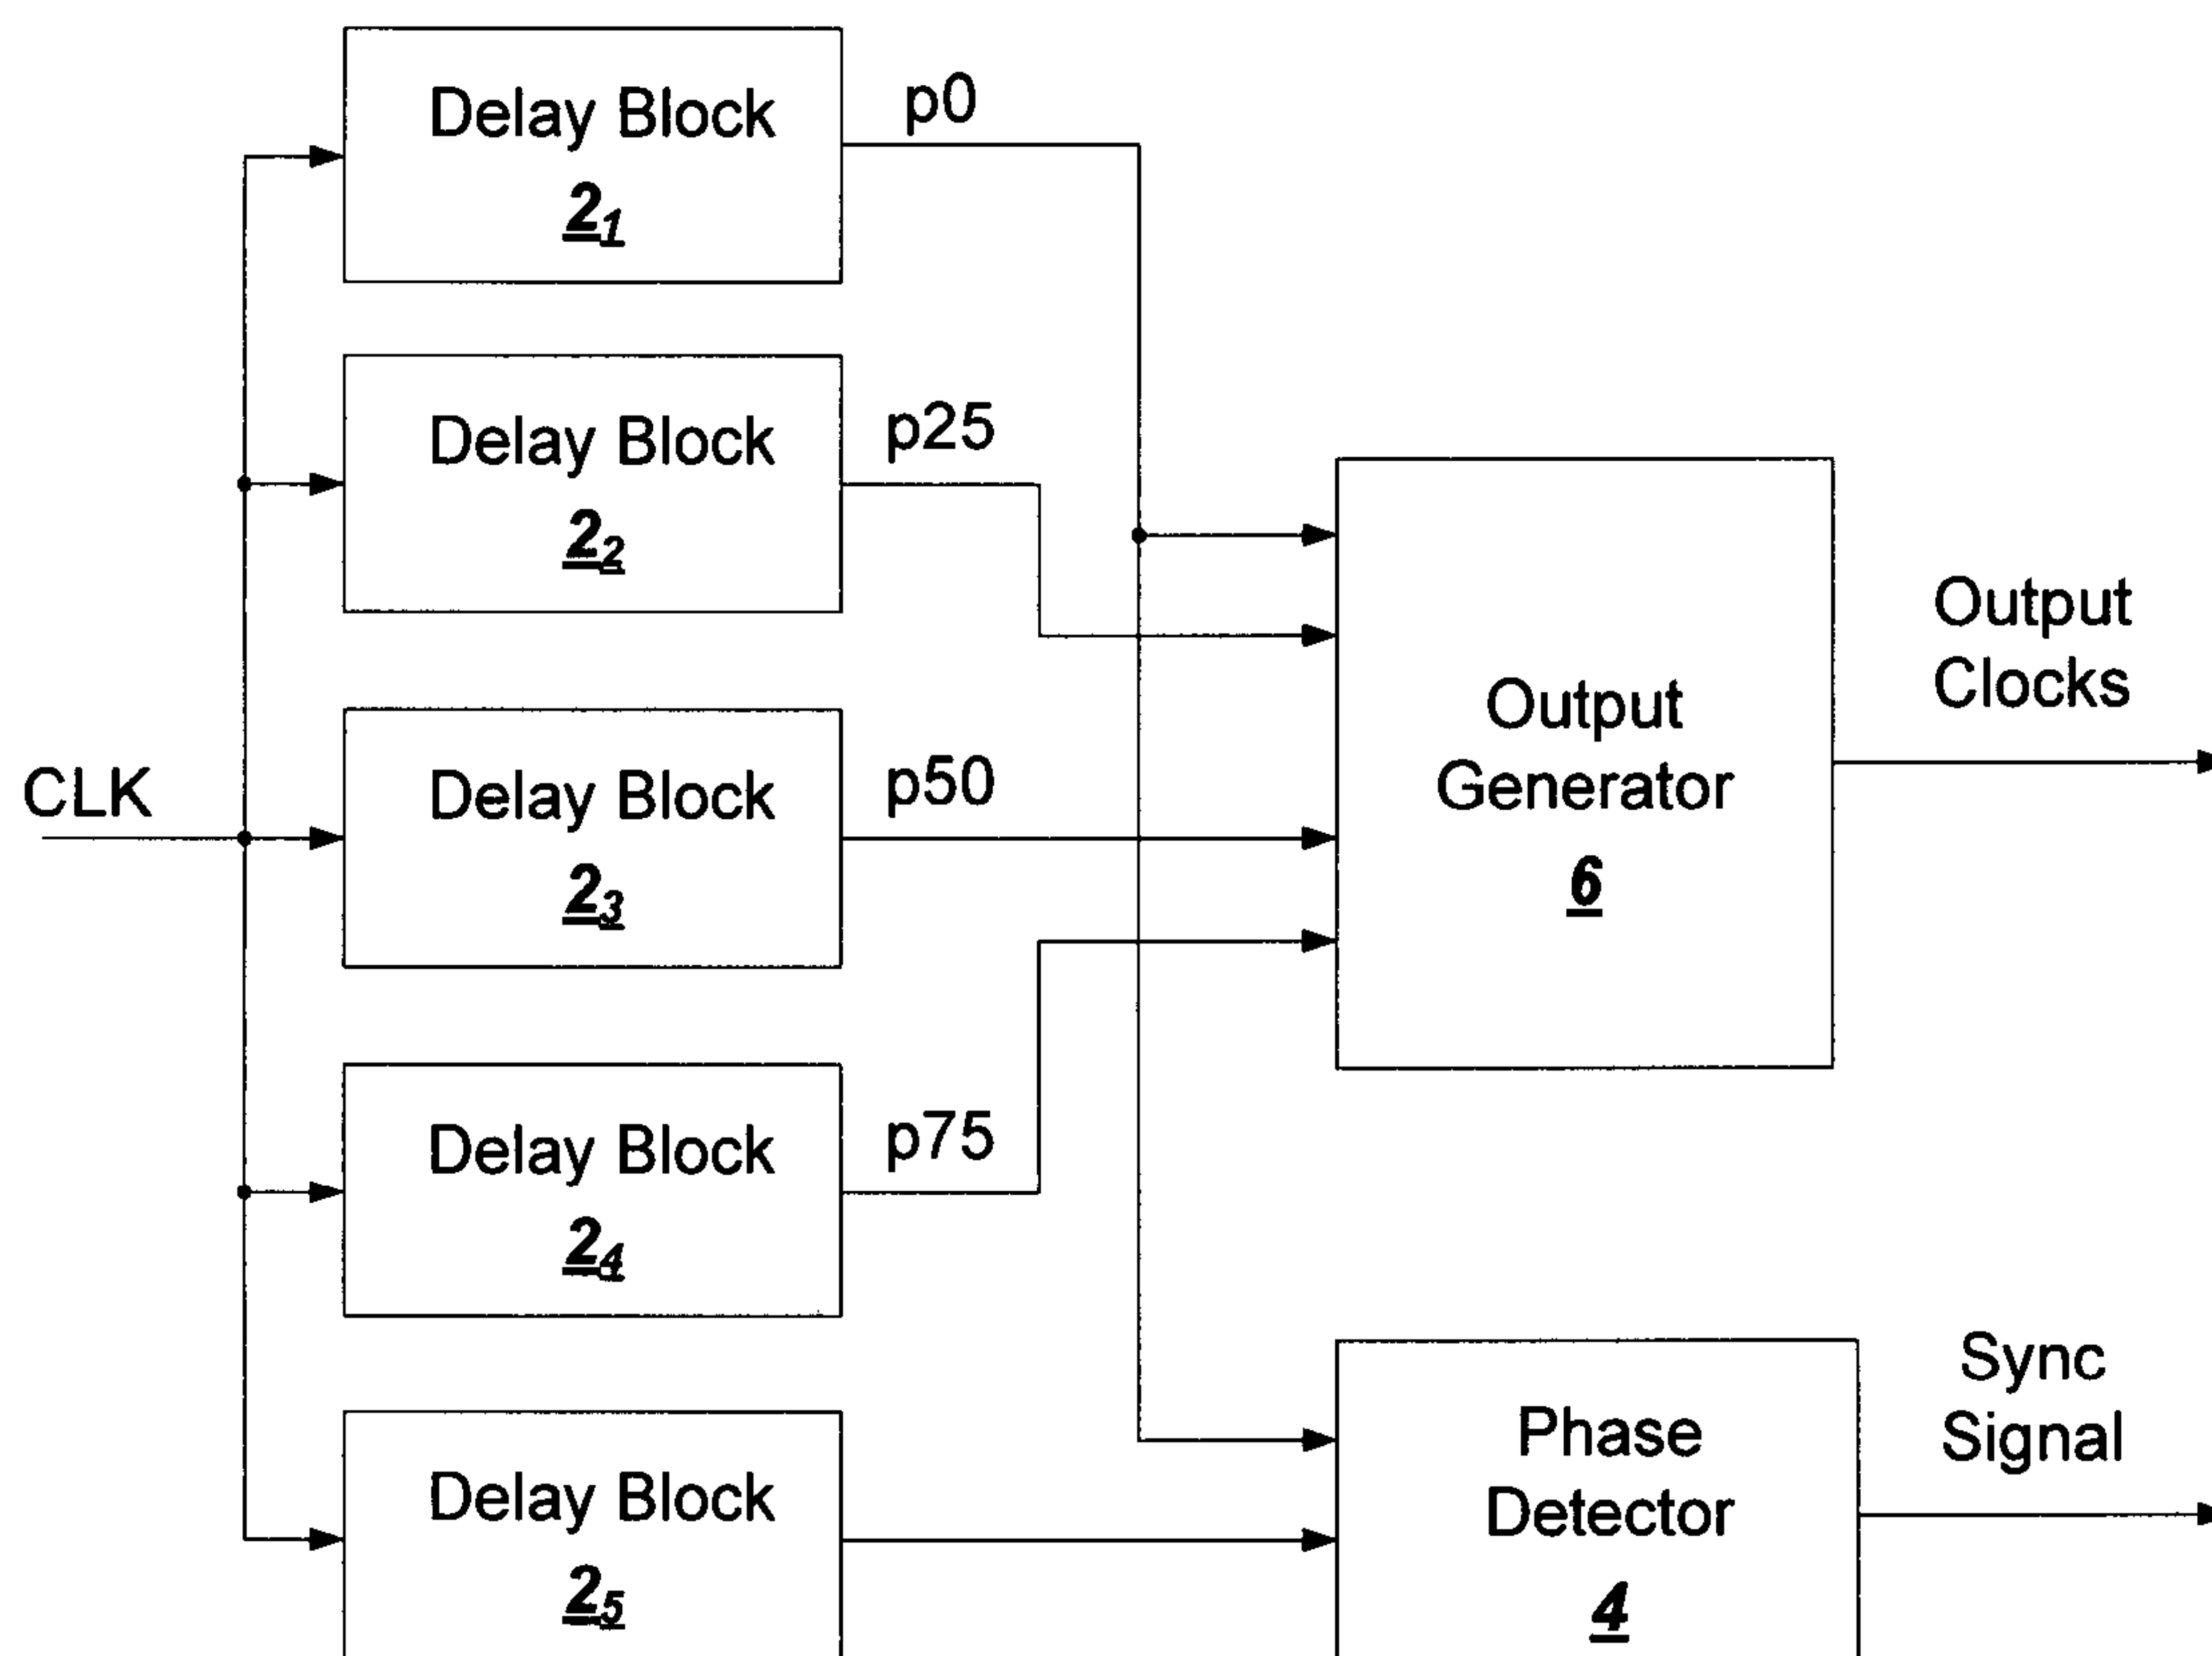 Delay Block
2₁
p0
Delay Block
2₂
p25
CLK
Delay Block
2₃
p50
Delay Block
2₄
p75
Delay Block
2₅
Output
Generator
6
Output
Clocks
Phase
Detector
4
Sync
Signal